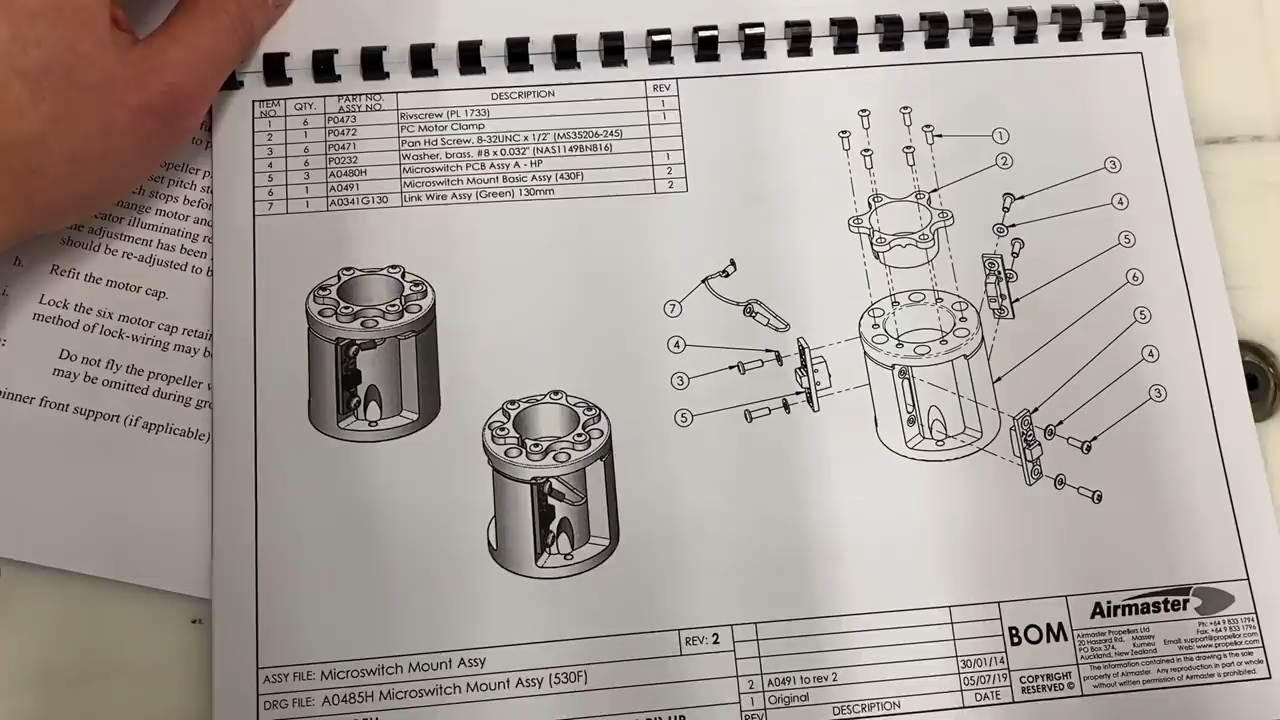 ITEM NO. QTY. PART NO. ASSY NO. DESCRIPTION REV
1 6 P0473 Rivscrew (PL 1733) 1
2 1 P0472 PC Motor Clamp 1
3 6 P0471 Pan Hd Screw, 8-32UNC x 1/2" (MS35206-245)
4 6 P0232 Washer, brass, #8 x 0.032" (NAS1149BN816)
5 3 A0480H Microswitch PCB Assy A - HP 1
6 1 A0491 Microswitch Mount Basic Assy (430F) 2
7 1 A0341G130 Link Wire Assy (Green) 130mm 2
1
2
3
4
5
6
5
4
3
7
4
3
5
to p
opeller p
set pitch st
ch stops befor
hange motor and
cator illuminating re
he adjustment has been
should be re-adjusted to b
h. Refit the motor cap.
i. Lock the six motor cap retai
method of lock-wiring may b
Do not fly the propeller
may be omitted during gr
inner front support (if applicable)
ASSY FILE: Microswitch Mount Assy
REV: 2
DRG FILE: A0485H Microswitch Mount Assy (530F)
30/01/14
2 A0491 to rev 2 05/07/19
1 Original DATE
REV DESCRIPTION
BOM
COPYRIGHT
RESERVED ©
Airmaster
Airmaster Propellers Ltd Ph: +64 9 833 1794
20 Haszard Rd, Massey Fax: +64 9 833 1796
PO Box 374, Kumeu Email: support@propellor.com
Auckland, New Zealand Web: www.propellor.com
The information contained in this drawing is the sole
property of Airmaster. Any reproduction in part or whole
without written permission of Airmaster is prohibited.